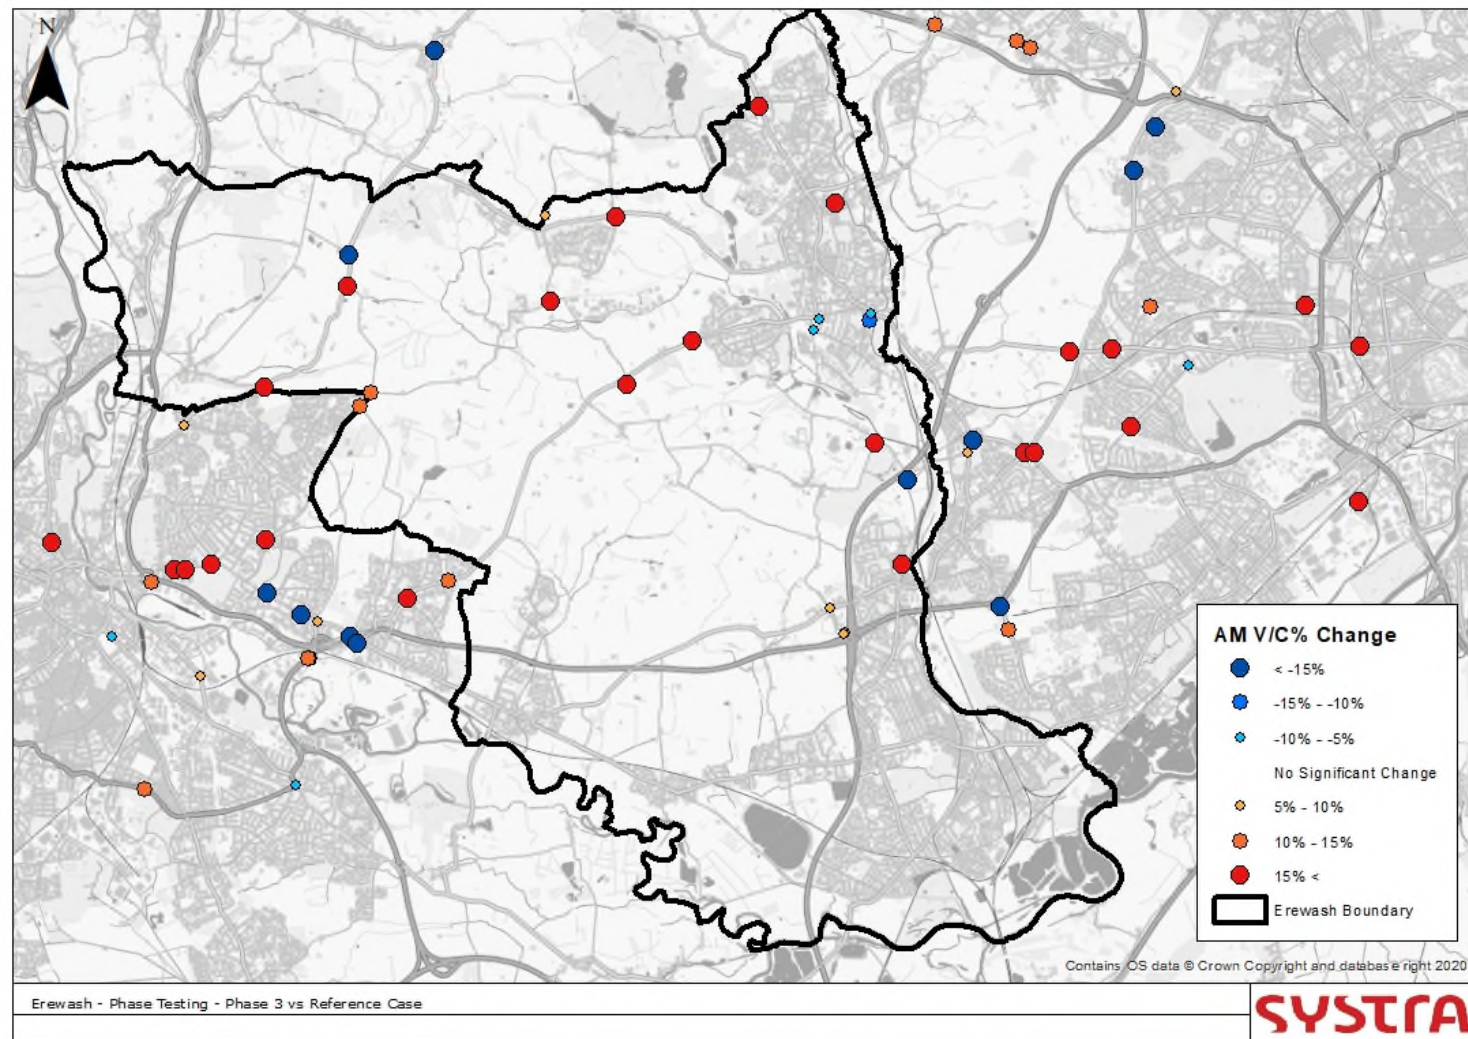 N
AM V/C% Change
< -15%
-15% - -10%
-10% - -5%
No Significant Change
5% - 10%
10% - 15%
15% <
Erewash Boundary
Contains OS data © Crown Copyright and database right 2020
Erewash - Phase Testing - Phase 3 vs Reference Case
SYSTRA